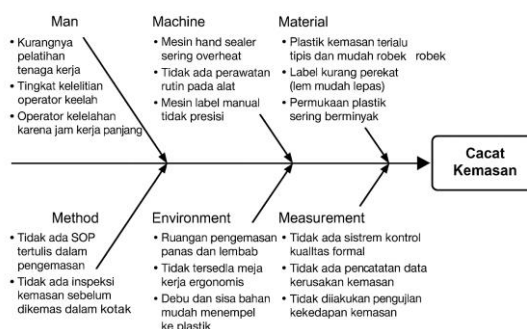 Man
• Kurangnya
pelatihan
tenaga kerja
• Tingkat kelelitian
operator keelah
• Operator kelelahan
karena jam kerja panjang
Machine
• Mesin hand sealer
sering overheat
• Tidak ada perawatan
rutin pada alat
• Mesin label manual
tidak presisi
Material
• Plastik kemasan terialu
tipis dan mudah robek robek
• Label kurang perekat
(lem mudah lepas)
• Permukaan plastik
sering berminyak
Cacat
Kemasan
Method
• Tidak ada SOP
tertulis dalam
pengemasan
• Tidak ada inspeksi
kemasan sebelum
dikemas dalam kotak
Environment
• Ruangan pengemasan
panas dan lembab
• Tidak tersedla meja
kerja ergonomis
• Debu dan sisa bahan
mudah menempel
ke plastik
Measurement
• Tidak ada sistrem kontrol
kualitas formal
• Tidak ada pencatatan data
kerusakan kemasan
• Tidak diiakukan pengujlan
kekedapan kemasan